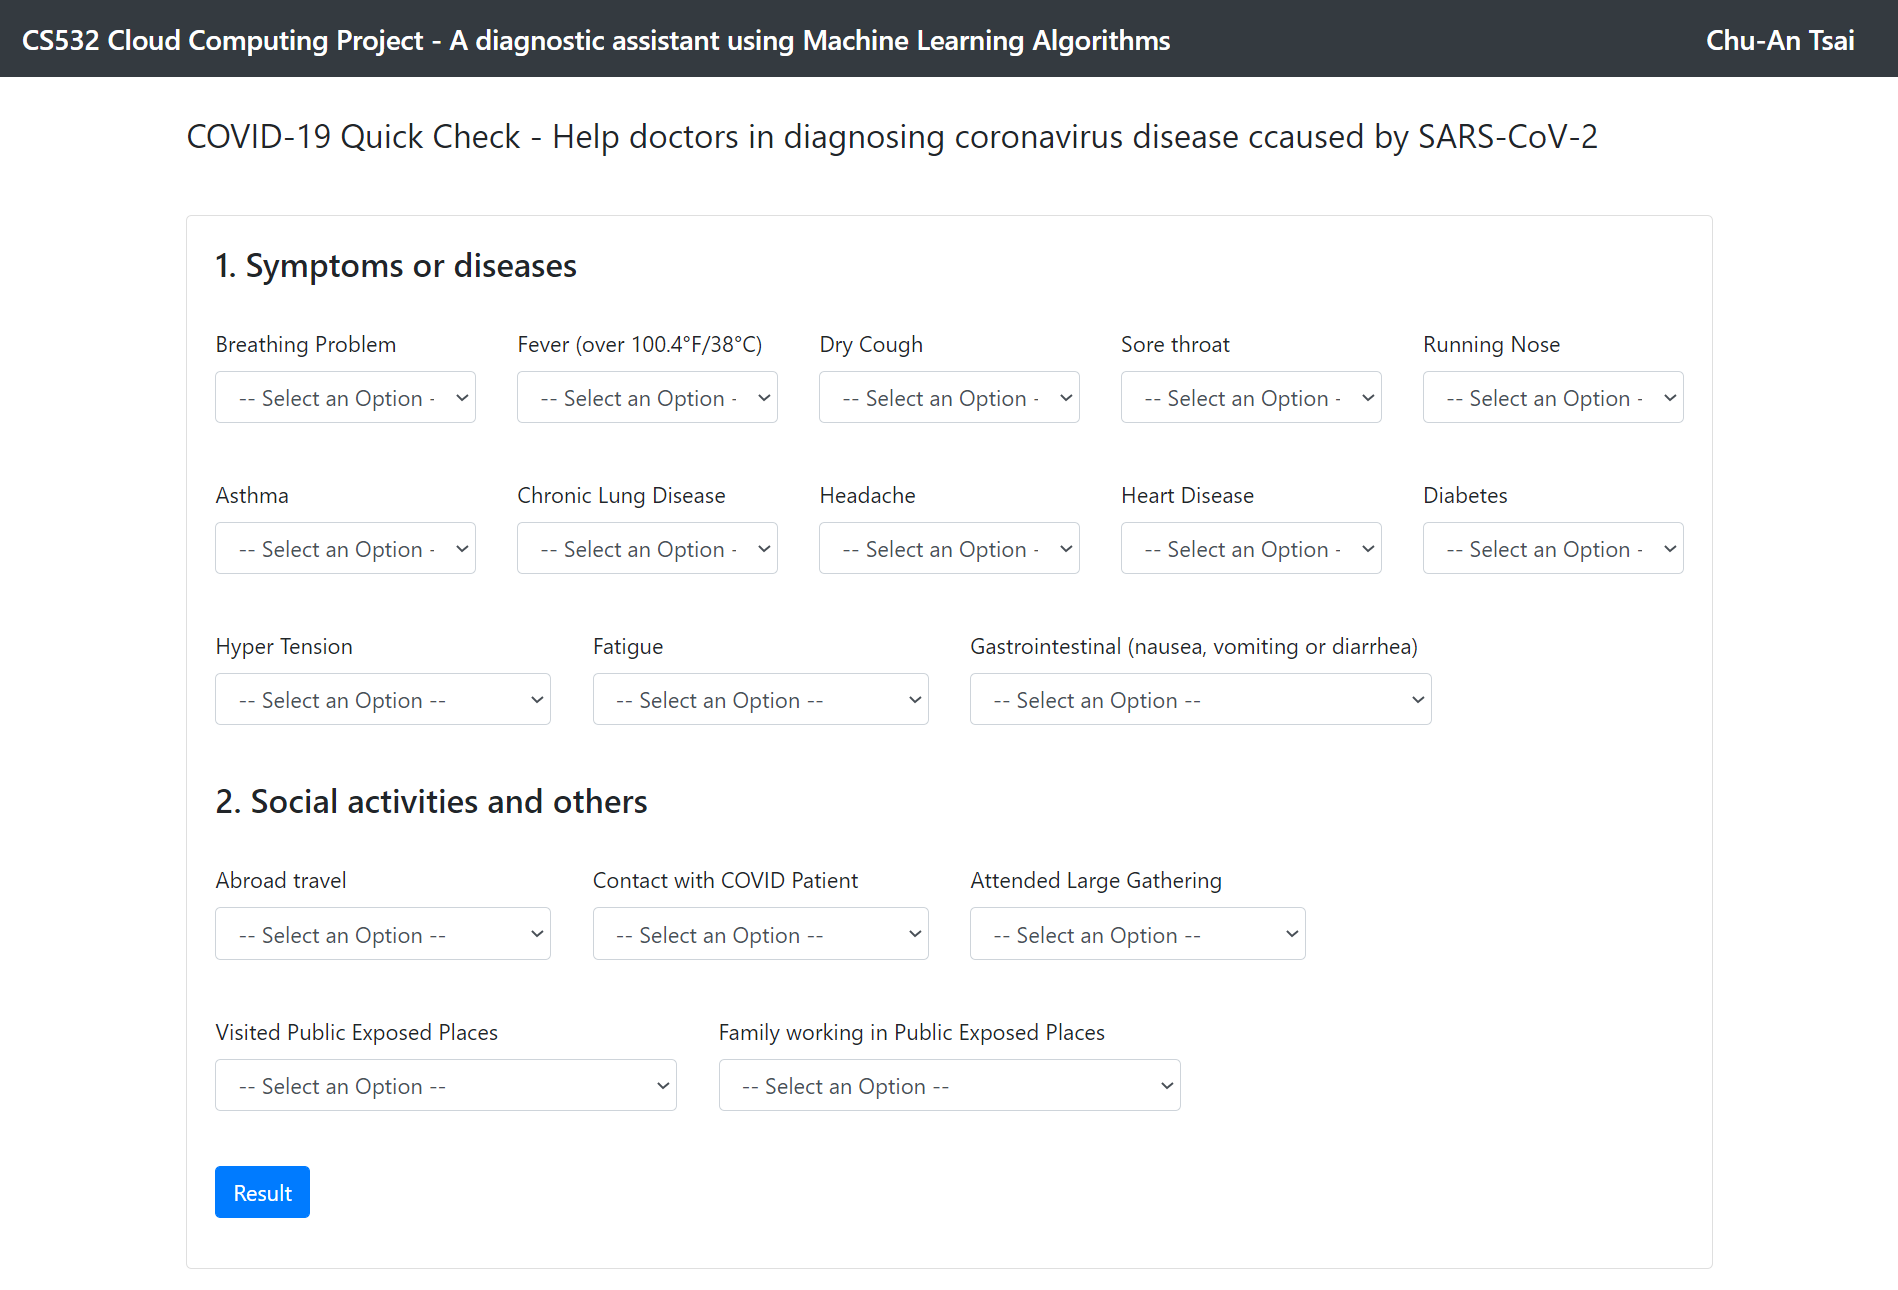 CS532 Cloud Computing Project - A diagnostic assistant using Machine Learning Algorithms Chu-An Tsai
COVID-19 Quick Check - Help doctors in diagnosing coronavirus disease ccaused by SARS-CoV-2
1. Symptoms or diseases
Breathing Problem Fever (over 100.4°F/38°C) Dry Cough Sore throat Running Nose
-- Select an Option - -- Select an Option - -- Select an Option - -- Select an Option - -- Select an Option -
Asthma Chronic Lung Disease Headache Heart Disease Diabetes
-- Select an Option - -- Select an Option - -- Select an Option - -- Select an Option - -- Select an Option -
Hyper Tension Fatigue Gastrointestinal (nausea, vomiting or diarrhea)
-- Select an Option -- -- Select an Option -- -- Select an Option --
2. Social activities and others
Abroad travel Contact with COVID Patient Attended Large Gathering
-- Select an Option -- -- Select an Option -- -- Select an Option --
Visited Public Exposed Places Family working in Public Exposed Places
-- Select an Option -- -- Select an Option --
Result